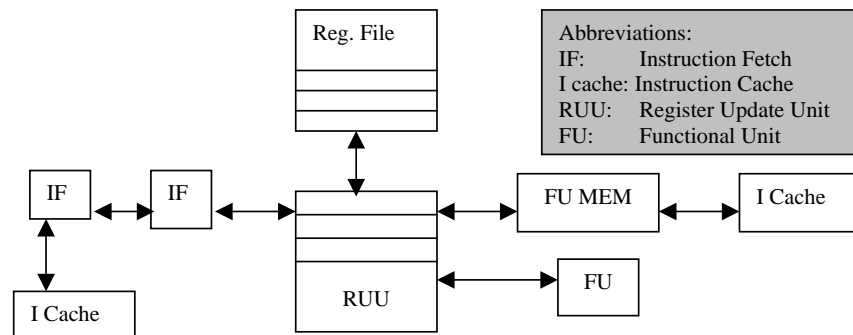 Reg. File
Abbreviations:
IF: Instruction Fetch
I cache: Instruction Cache
RUU: Register Update Unit
FU: Functional Unit
IF
IF
FU MEM
I Cache
RUU
FU
I Cache